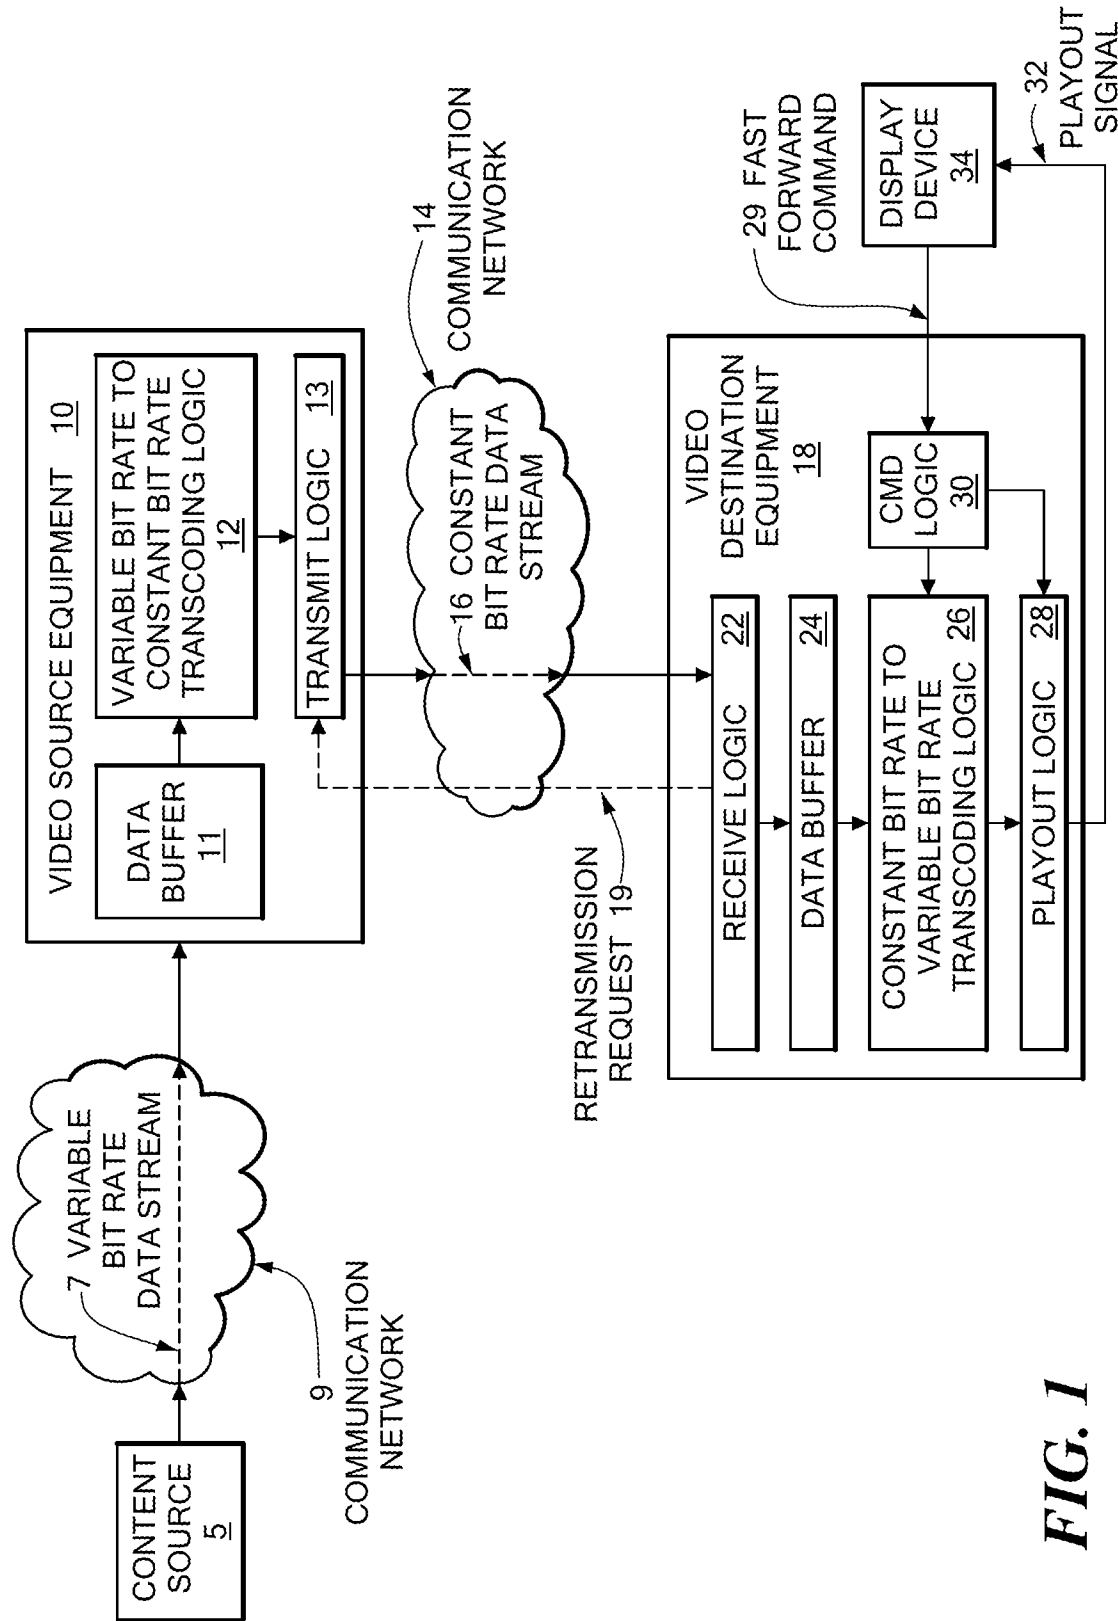 CONTENT
SOURCE
5
7 VARIABLE
BIT RATE
DATA STREAM
9
COMMUNICATION
NETWORK
VIDEO SOURCE EQUIPMENT 10
DATA
BUFFER
11
VARIABLE BIT RATE TO
CONSTANT BIT RATE
TRANSCODING LOGIC
12
TRANSMIT LOGIC 13
14
COMMUNICATION
NETWORK
16 CONSTANT
BIT RATE DATA
STREAM
RETRANSMISSION
REQUEST 19
VIDEO
DESTINATION
EQUIPMENT
18
RECEIVE LOGIC 22
DATA BUFFER 24
CONSTANT BIT RATE TO
VARIABLE BIT RATE
TRANSCODING LOGIC 26
PLAYOUT LOGIC 28
CMD
LOGIC
30
29 FAST
FORWARD
COMMAND
DISPLAY
DEVICE
34
32
PLAYOUT
SIGNAL
FIG. 1